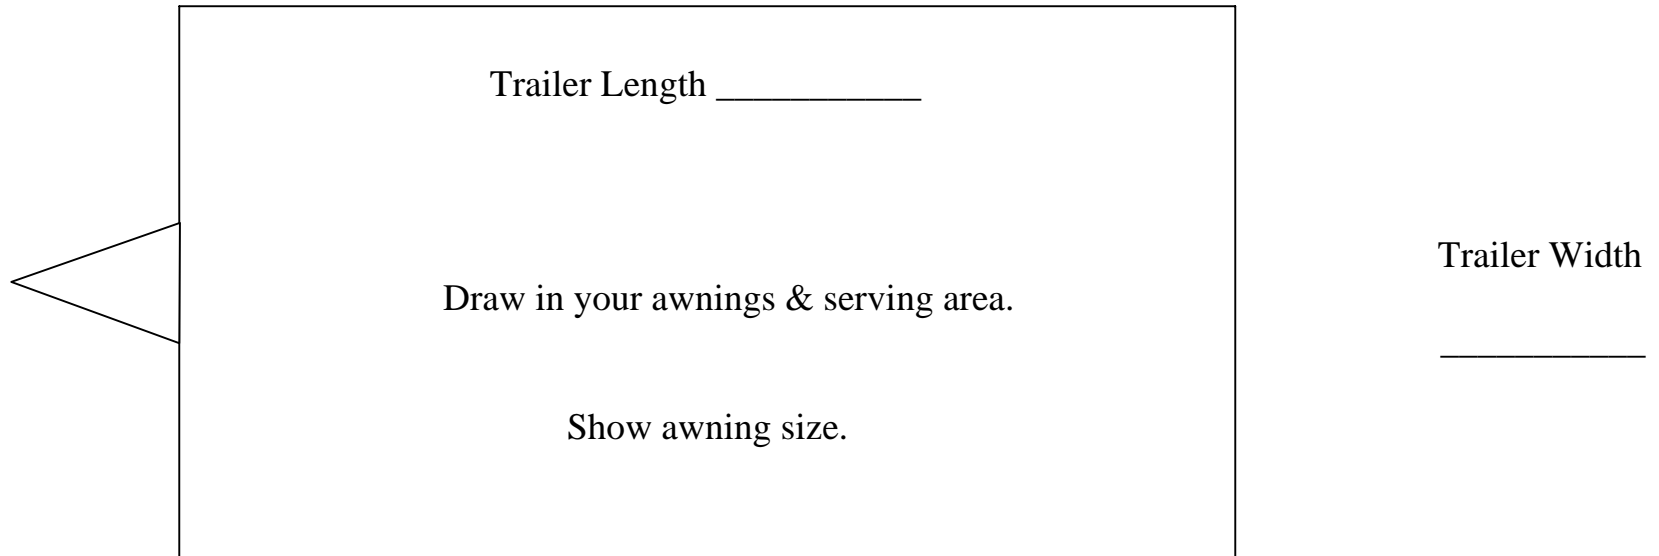 Trailer Length ___________
Trailer Width
Draw in your awnings & serving area.
___________
Show awning size.